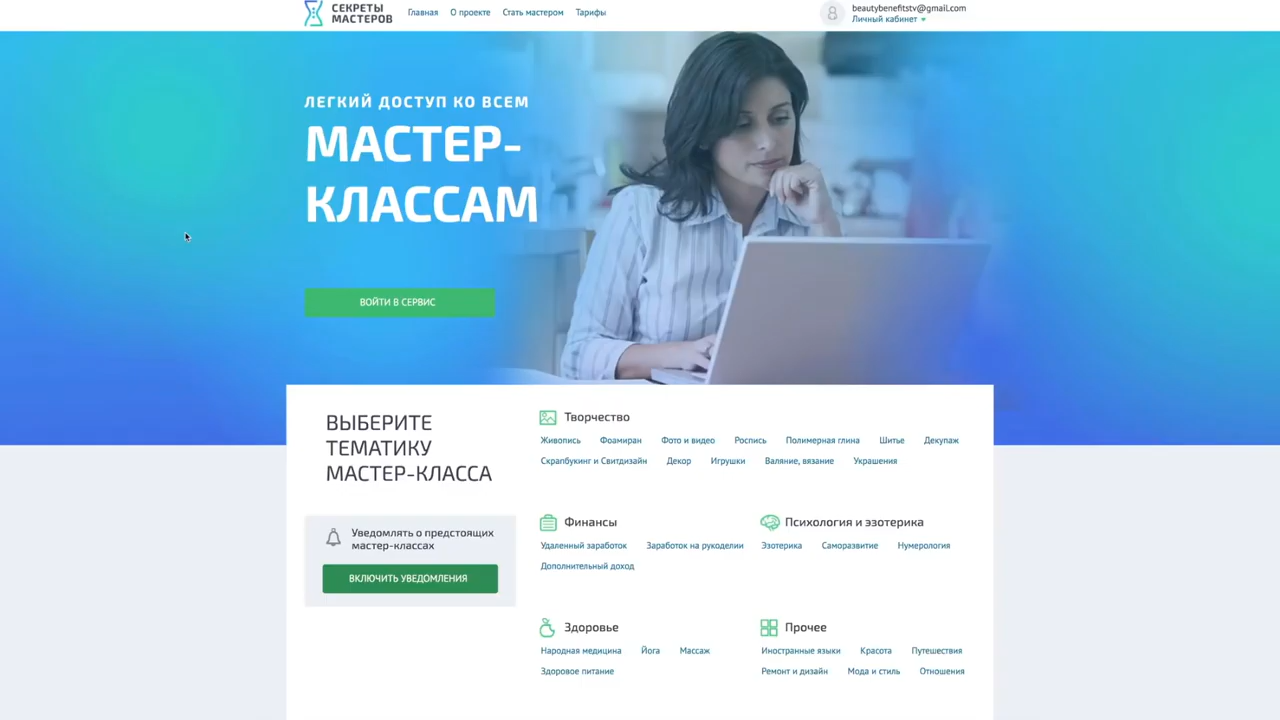 СЕКРЕТЫ
МАСТЕРОВ
Главная О проекте Стать мастером Тарифы
beautybenefitstv@gmail.com
Личный кабинет
ЛЕГКИЙ ДОСТУП КО ВСЕМ
МАСТЕР-
КЛАССАМ
ВОЙТИ В СЕРВИС
ВЫБЕРИТЕ
ТЕМАТИКУ
МАСТЕР-КЛАССА
Уведомлять о предстоящих
мастер-классах
ВКЛЮЧИТЬ УВЕДОМЛЕНИЯ
Творчество
Живопись Фоамиран Фото и видео Роспись Полимерная глина Шитье Декупаж
Скрапбукинг и Свитдизайн Декор Игрушки Валяние, вязание Украшения
Финансы
Удаленный заработок Заработок на рукоделии
Дополнительный доход
Психология и эзотерика
Эзотерика Саморазвитие Нумерология
Здоровье
Народная медицина Йога Массаж
Здоровое питание
Прочее
Иностранные языки Красота Путешествия
Ремонт и дизайн Мода и стиль Отношения